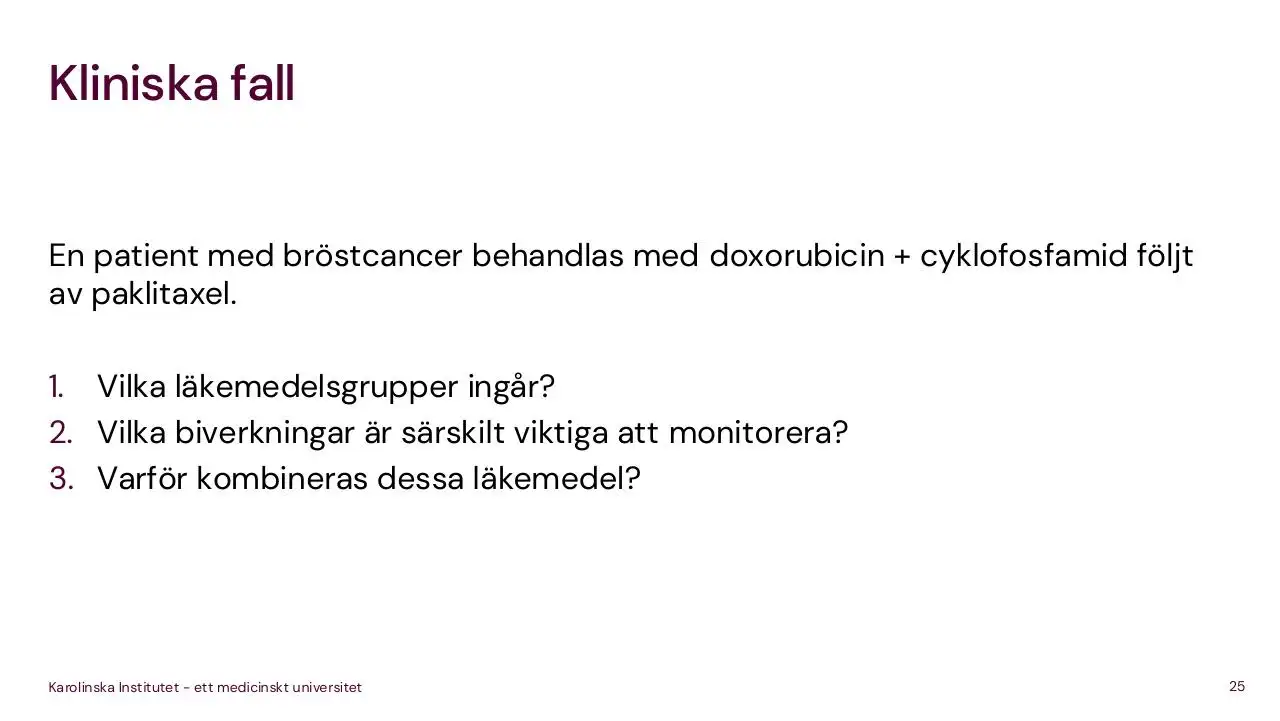 Kliniska fall
En patient med bröstcancer behandlas med doxorubicin + cyklofosfamid följt
av paklitaxel.
1. Vilka läkemedelsgrupper ingår?
2. Vilka biverkningar är särskilt viktiga att monitorera?
3. Varför kombineras dessa läkemedel?
Karolinska Institutet - ett medicinskt universitet
25